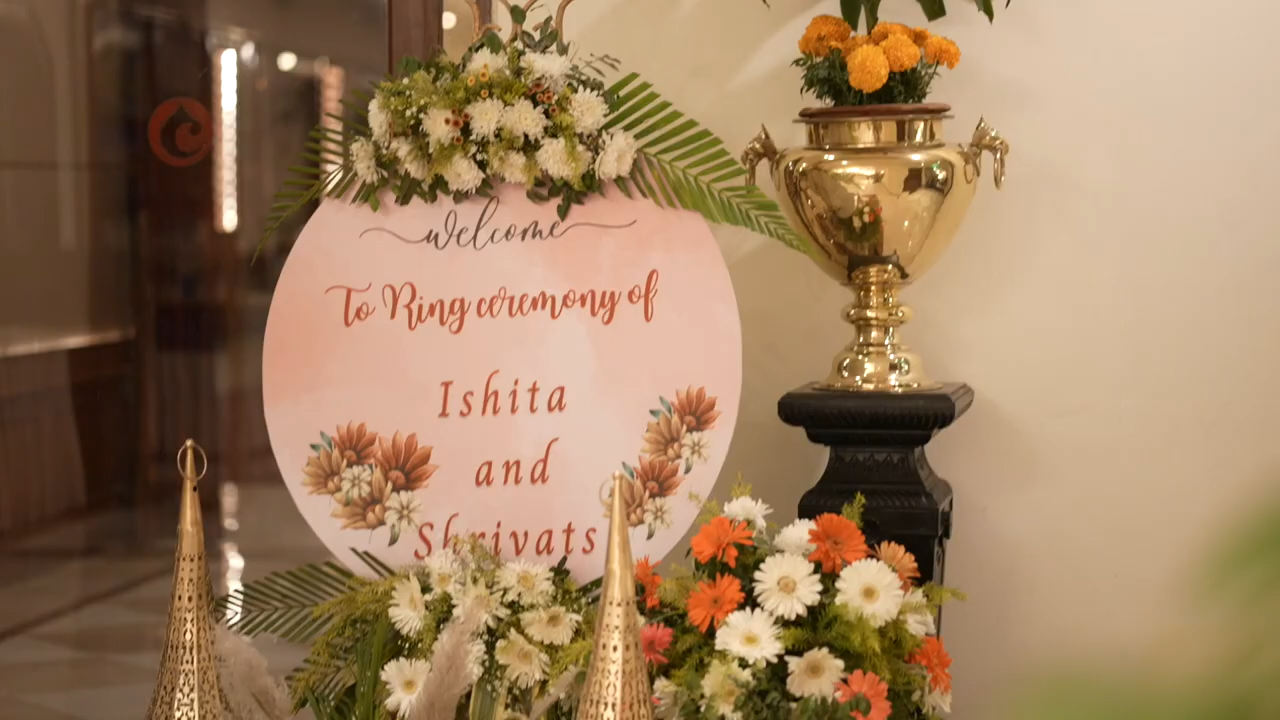 welcome
To Ring ceremony of
Ishita
and
Shrivats